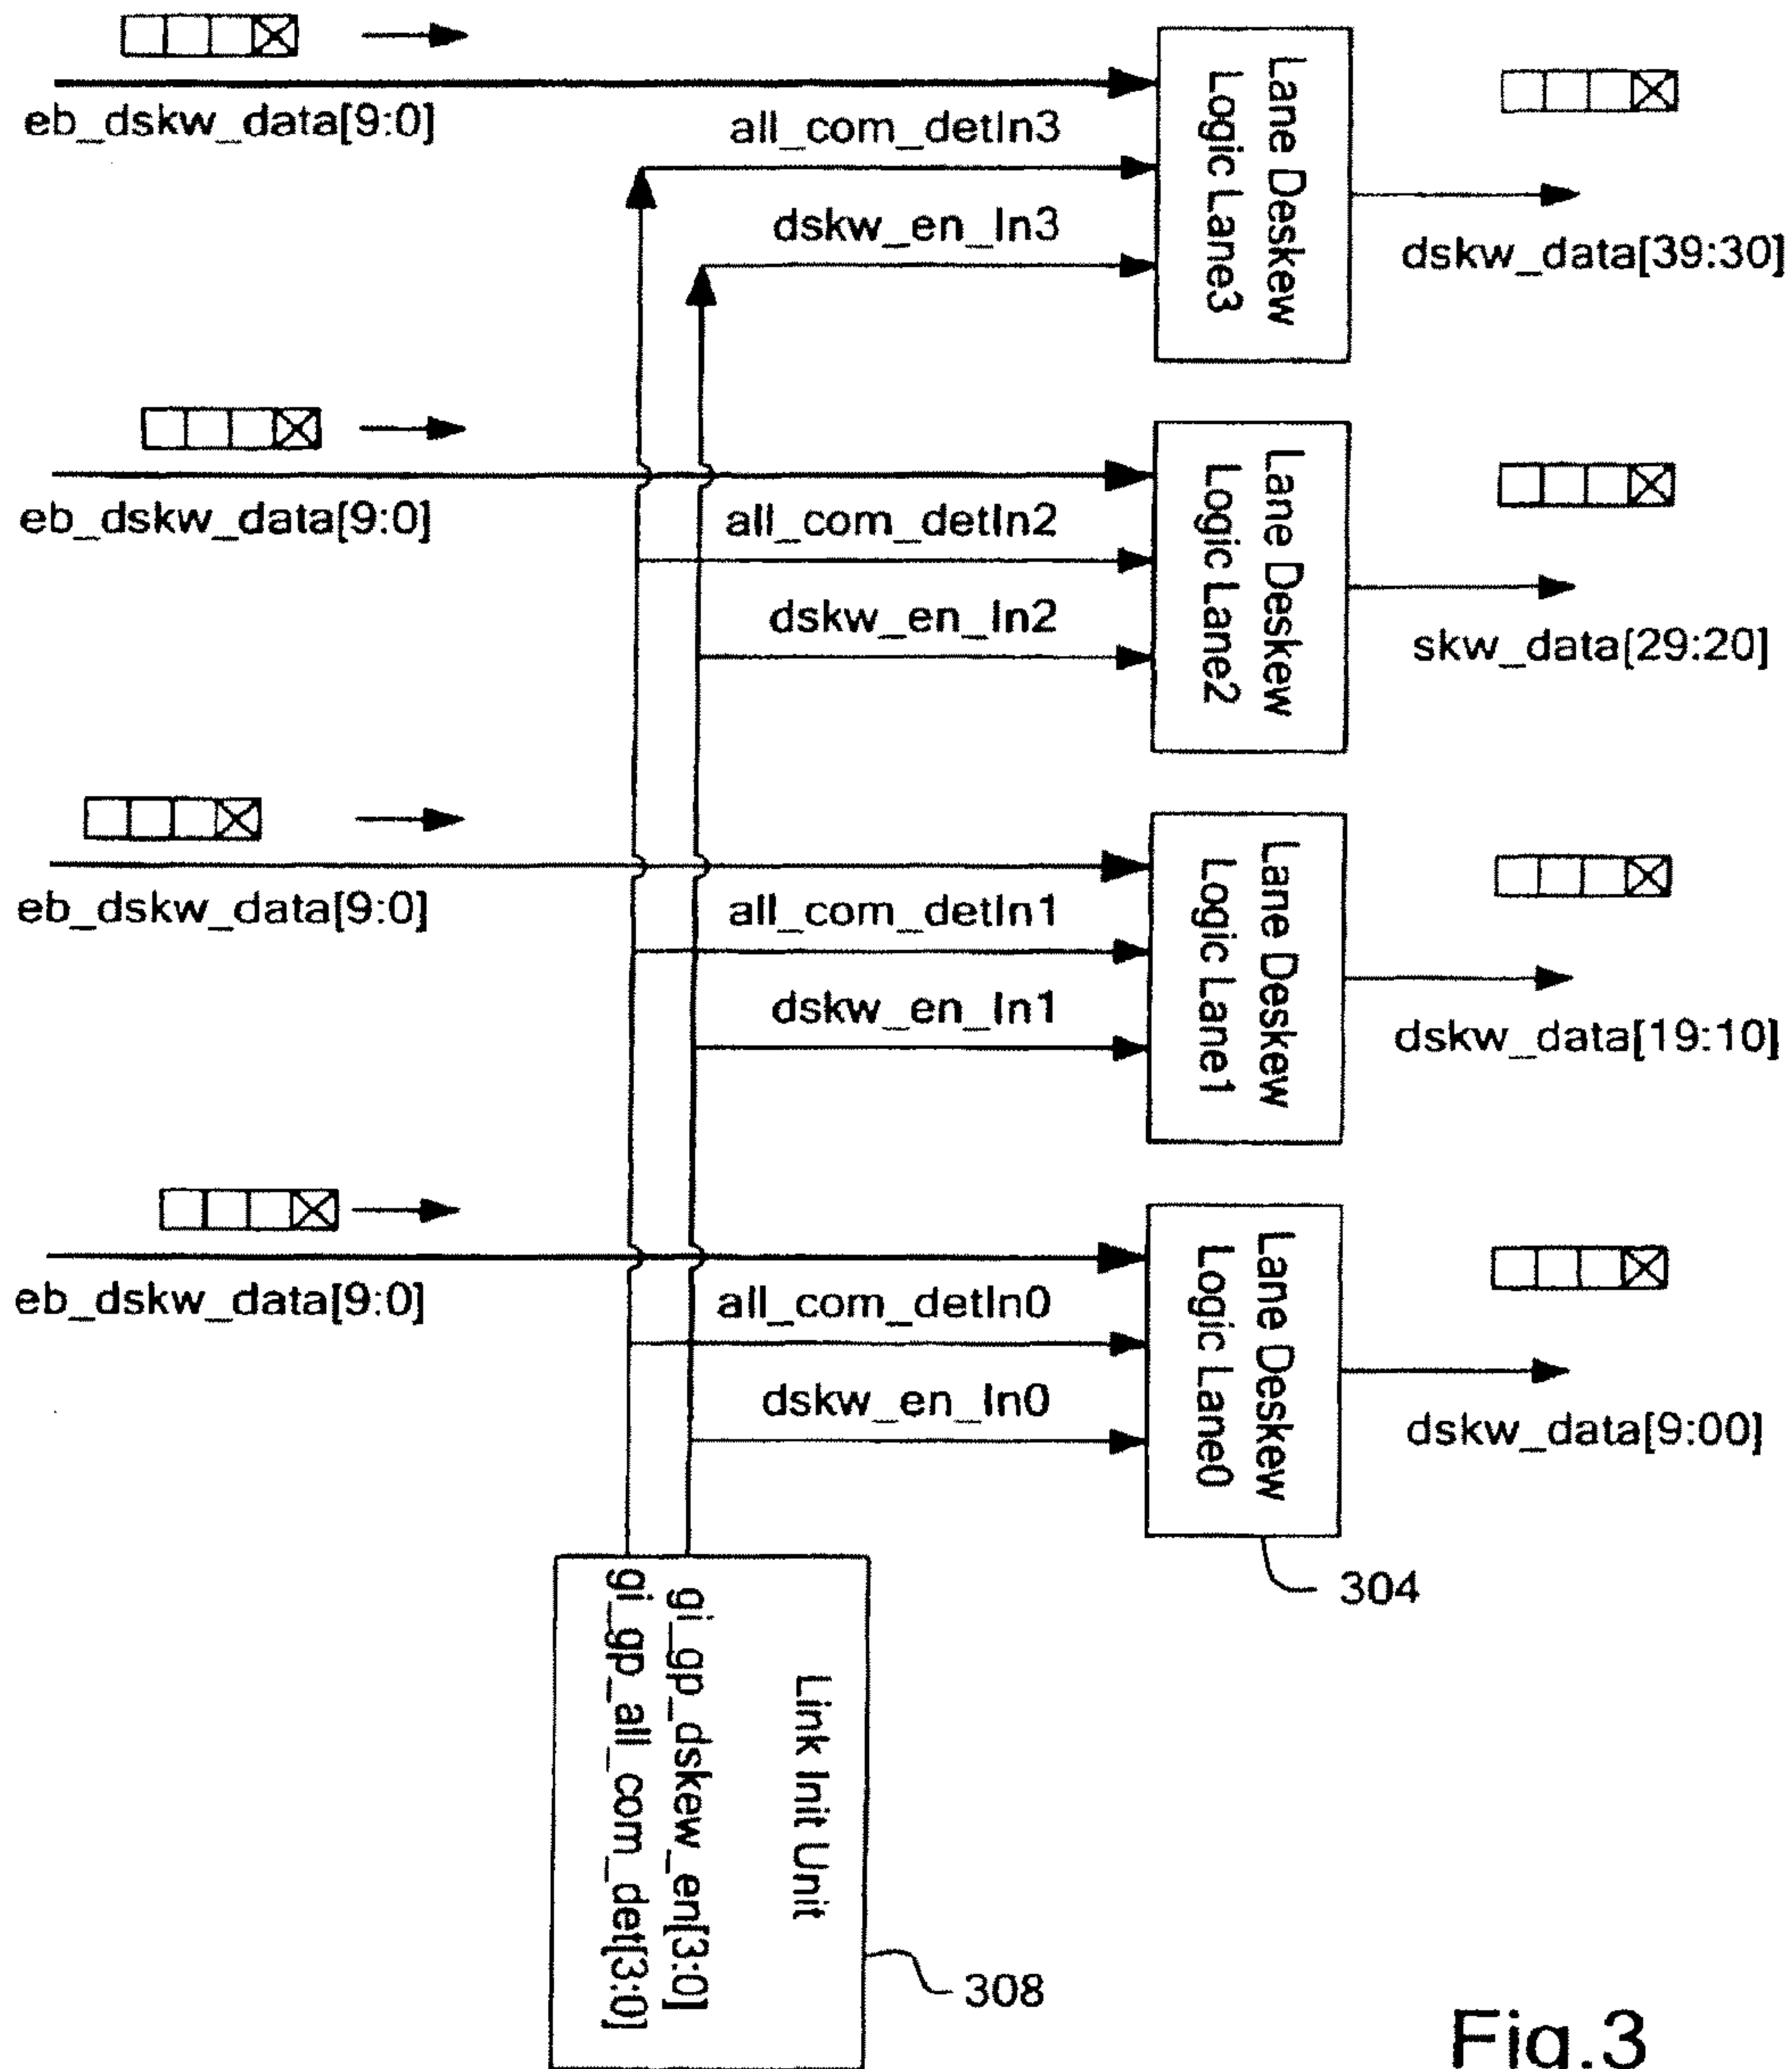 eb_dskw_data[9:0]
all_com_detln3
dskw_en_ln3
Lane Deskew
Logic Lane3
dskw_data[39:30]
eb_dskw_data[9:0]
all_com_detln2
dskw_en_ln2
Lane Deskew
Logic Lane2
skw_data[29:20]
eb_dskw_data[9:0]
all_com_detln1
dskw_en_ln1
Lane Deskew
Logic Lane1
dskw_data[19:10]
eb_dskw_data[9:0]
all_com_detln0
dskw_en_ln0
Lane Deskew
Logic Lane0
dskw_data[9:00]
304
Link Init Unit
gi_gp_dskew_en[3:0]
gi_gp_all_com_det[3:0]
308
Fig.3